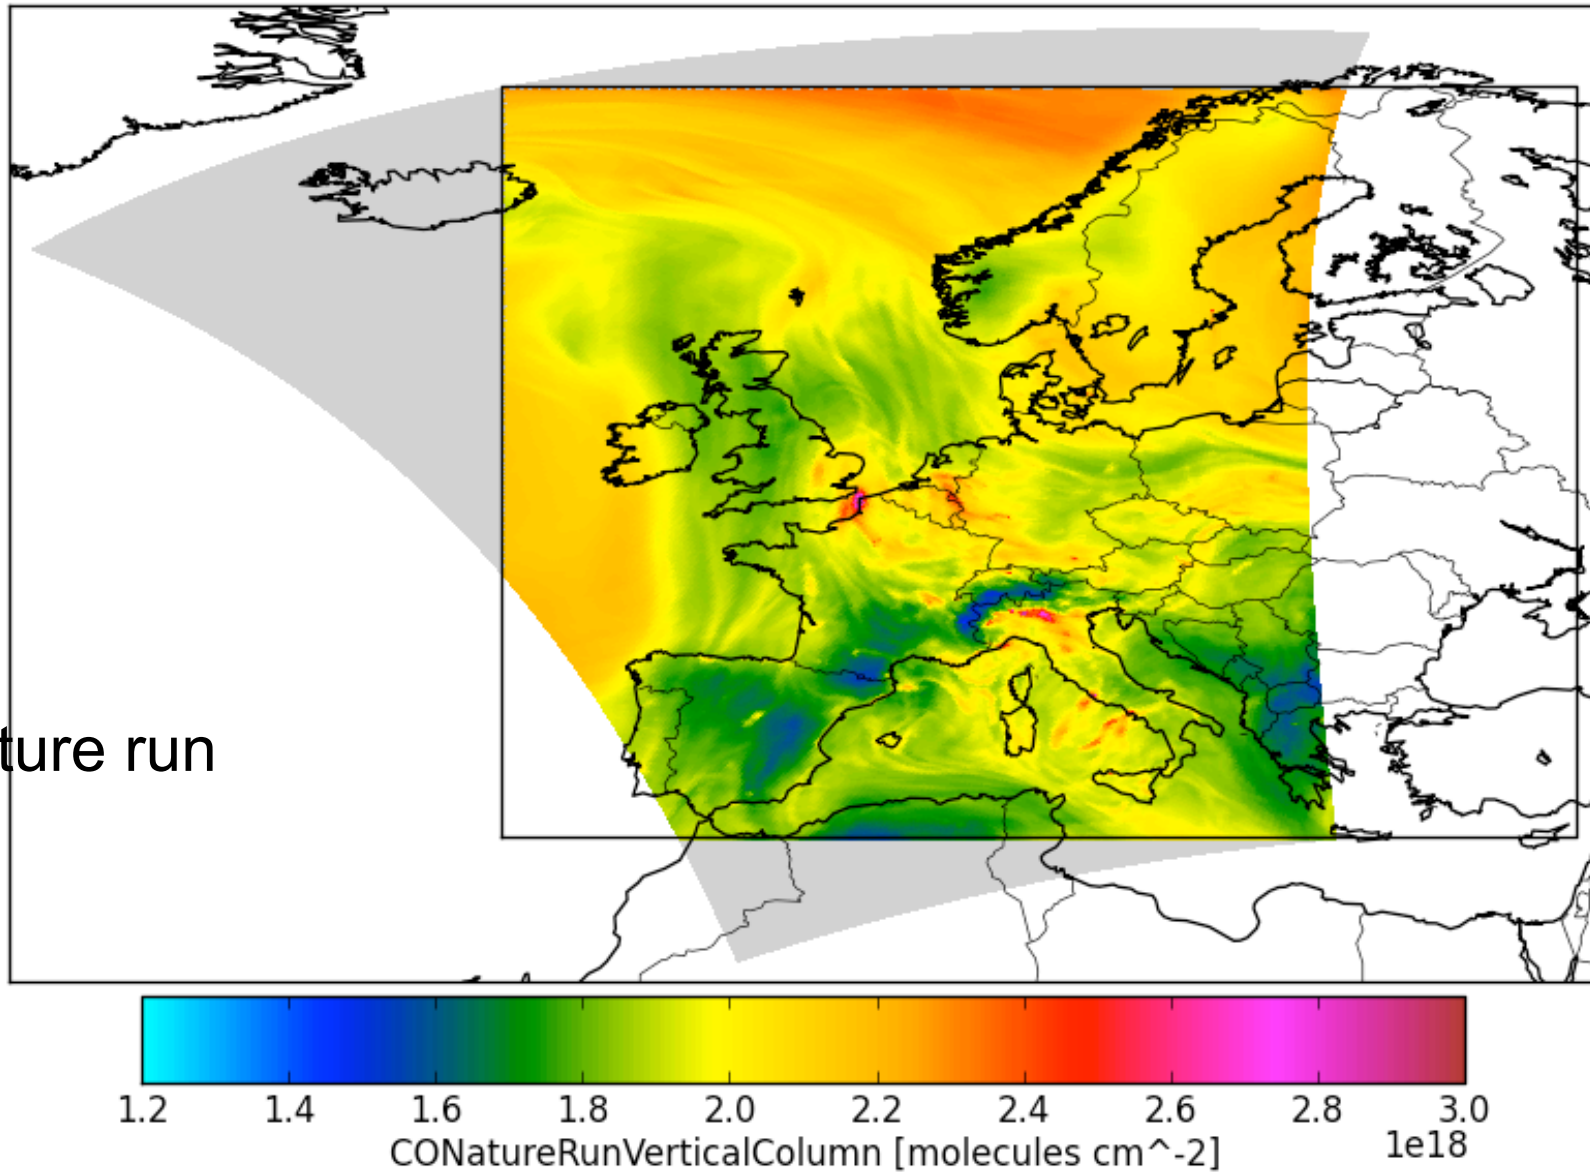 ture run
1.2 1.4 1.6 1.8 2.0 2.2 2.4 2.6 2.8 3.0
CONatureRunVerticalColumn [molecules cm^-2]
1e18